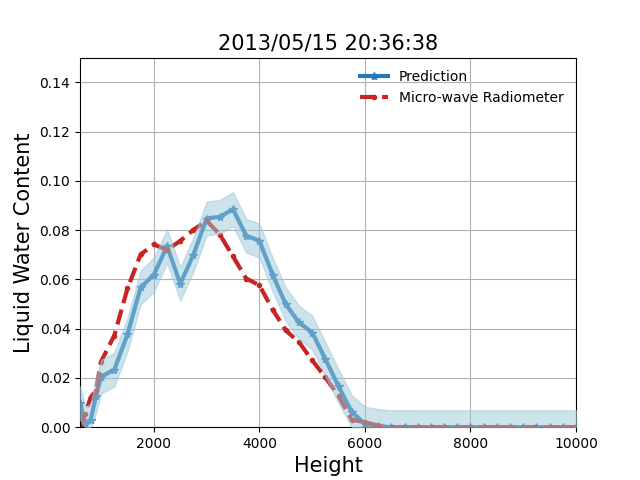 2013/05/15 20:36:38
Prediction
Micro-wave Radiometer
Liquid Water Content
0.14
0.12
0.10
0.08
0.06
0.04
0.02
0.00
2000 4000 6000 8000 10000
Height